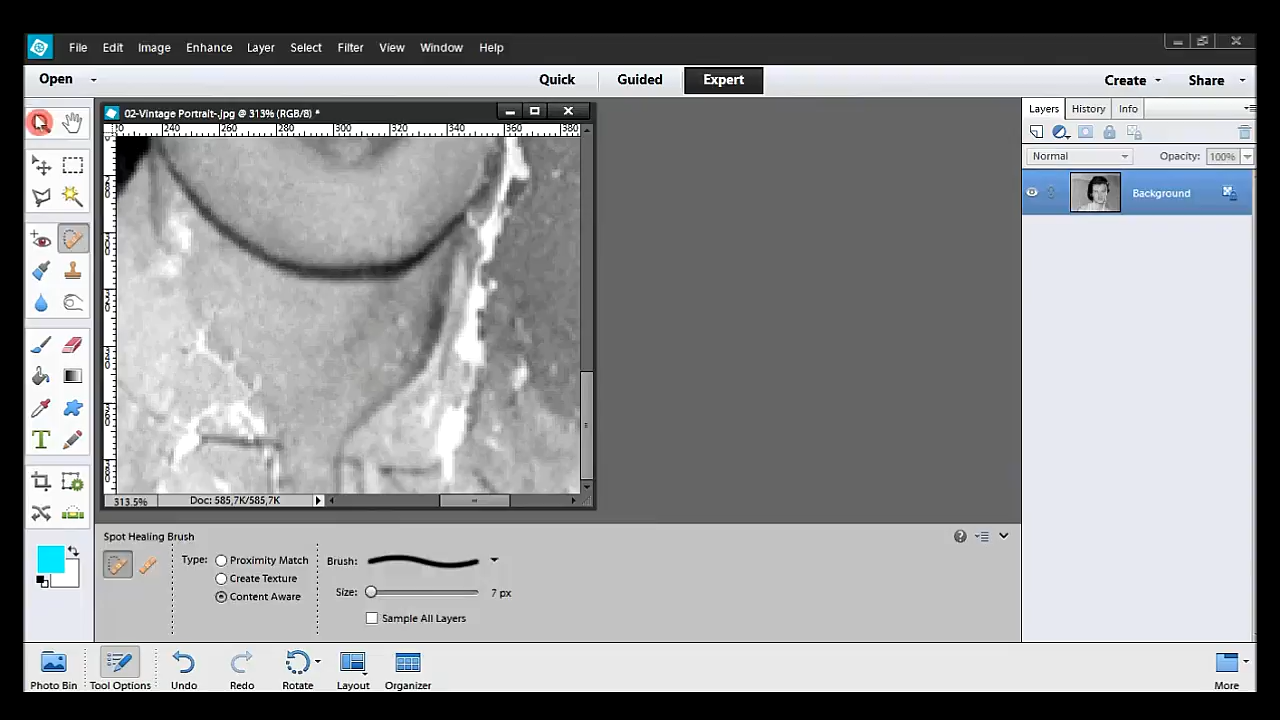 File Edit Image Enhance Layer Select Filter View Window Help
Open Quick Guided Expert Create Share
02-Vintage Portrait-.jpg @ 313% (RGB/8) *
Layers History Info
240 260 280 300 320 340 360 380
Normal Opacity: 100%
Background
T
313.5% Doc: 585,7K/585,7K
Spot Healing Brush
Type: Proximity Match Brush:
Create Texture
Size: 7 px
Content Aware
Sample All Layers
Photo Bin Tool Options Undo Redo Rotate Layout Organizer More